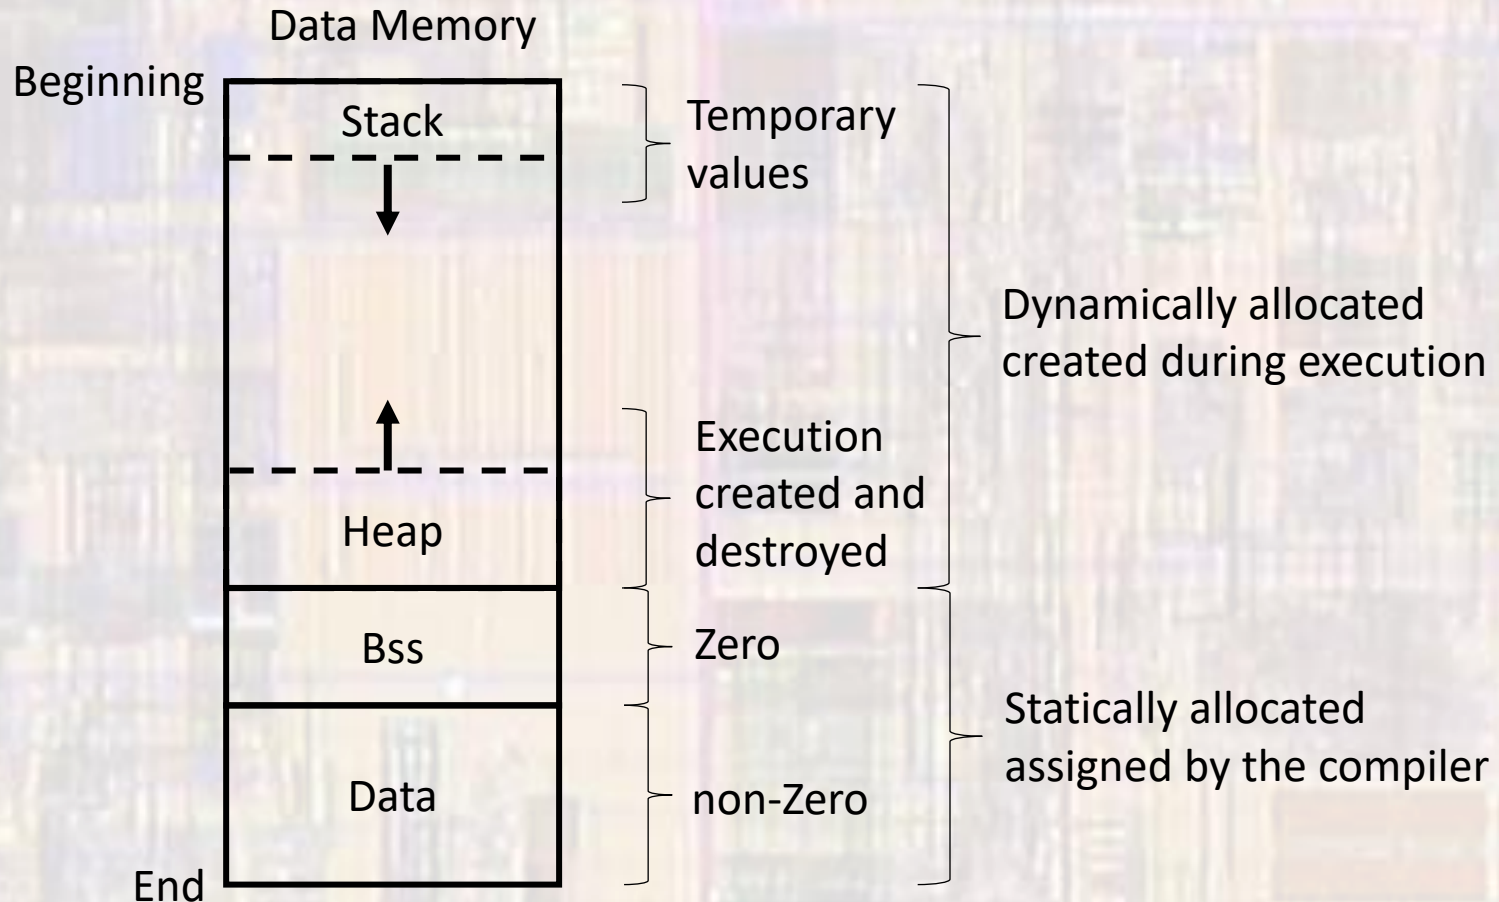 Data Memory
Beginning
Stack
Temporary
values
Dynamically allocated
created during execution
Execution
created and
destroyed
Heap
Bss
Zero
Statically allocated
assigned by the compiler
Data
non-Zero
End